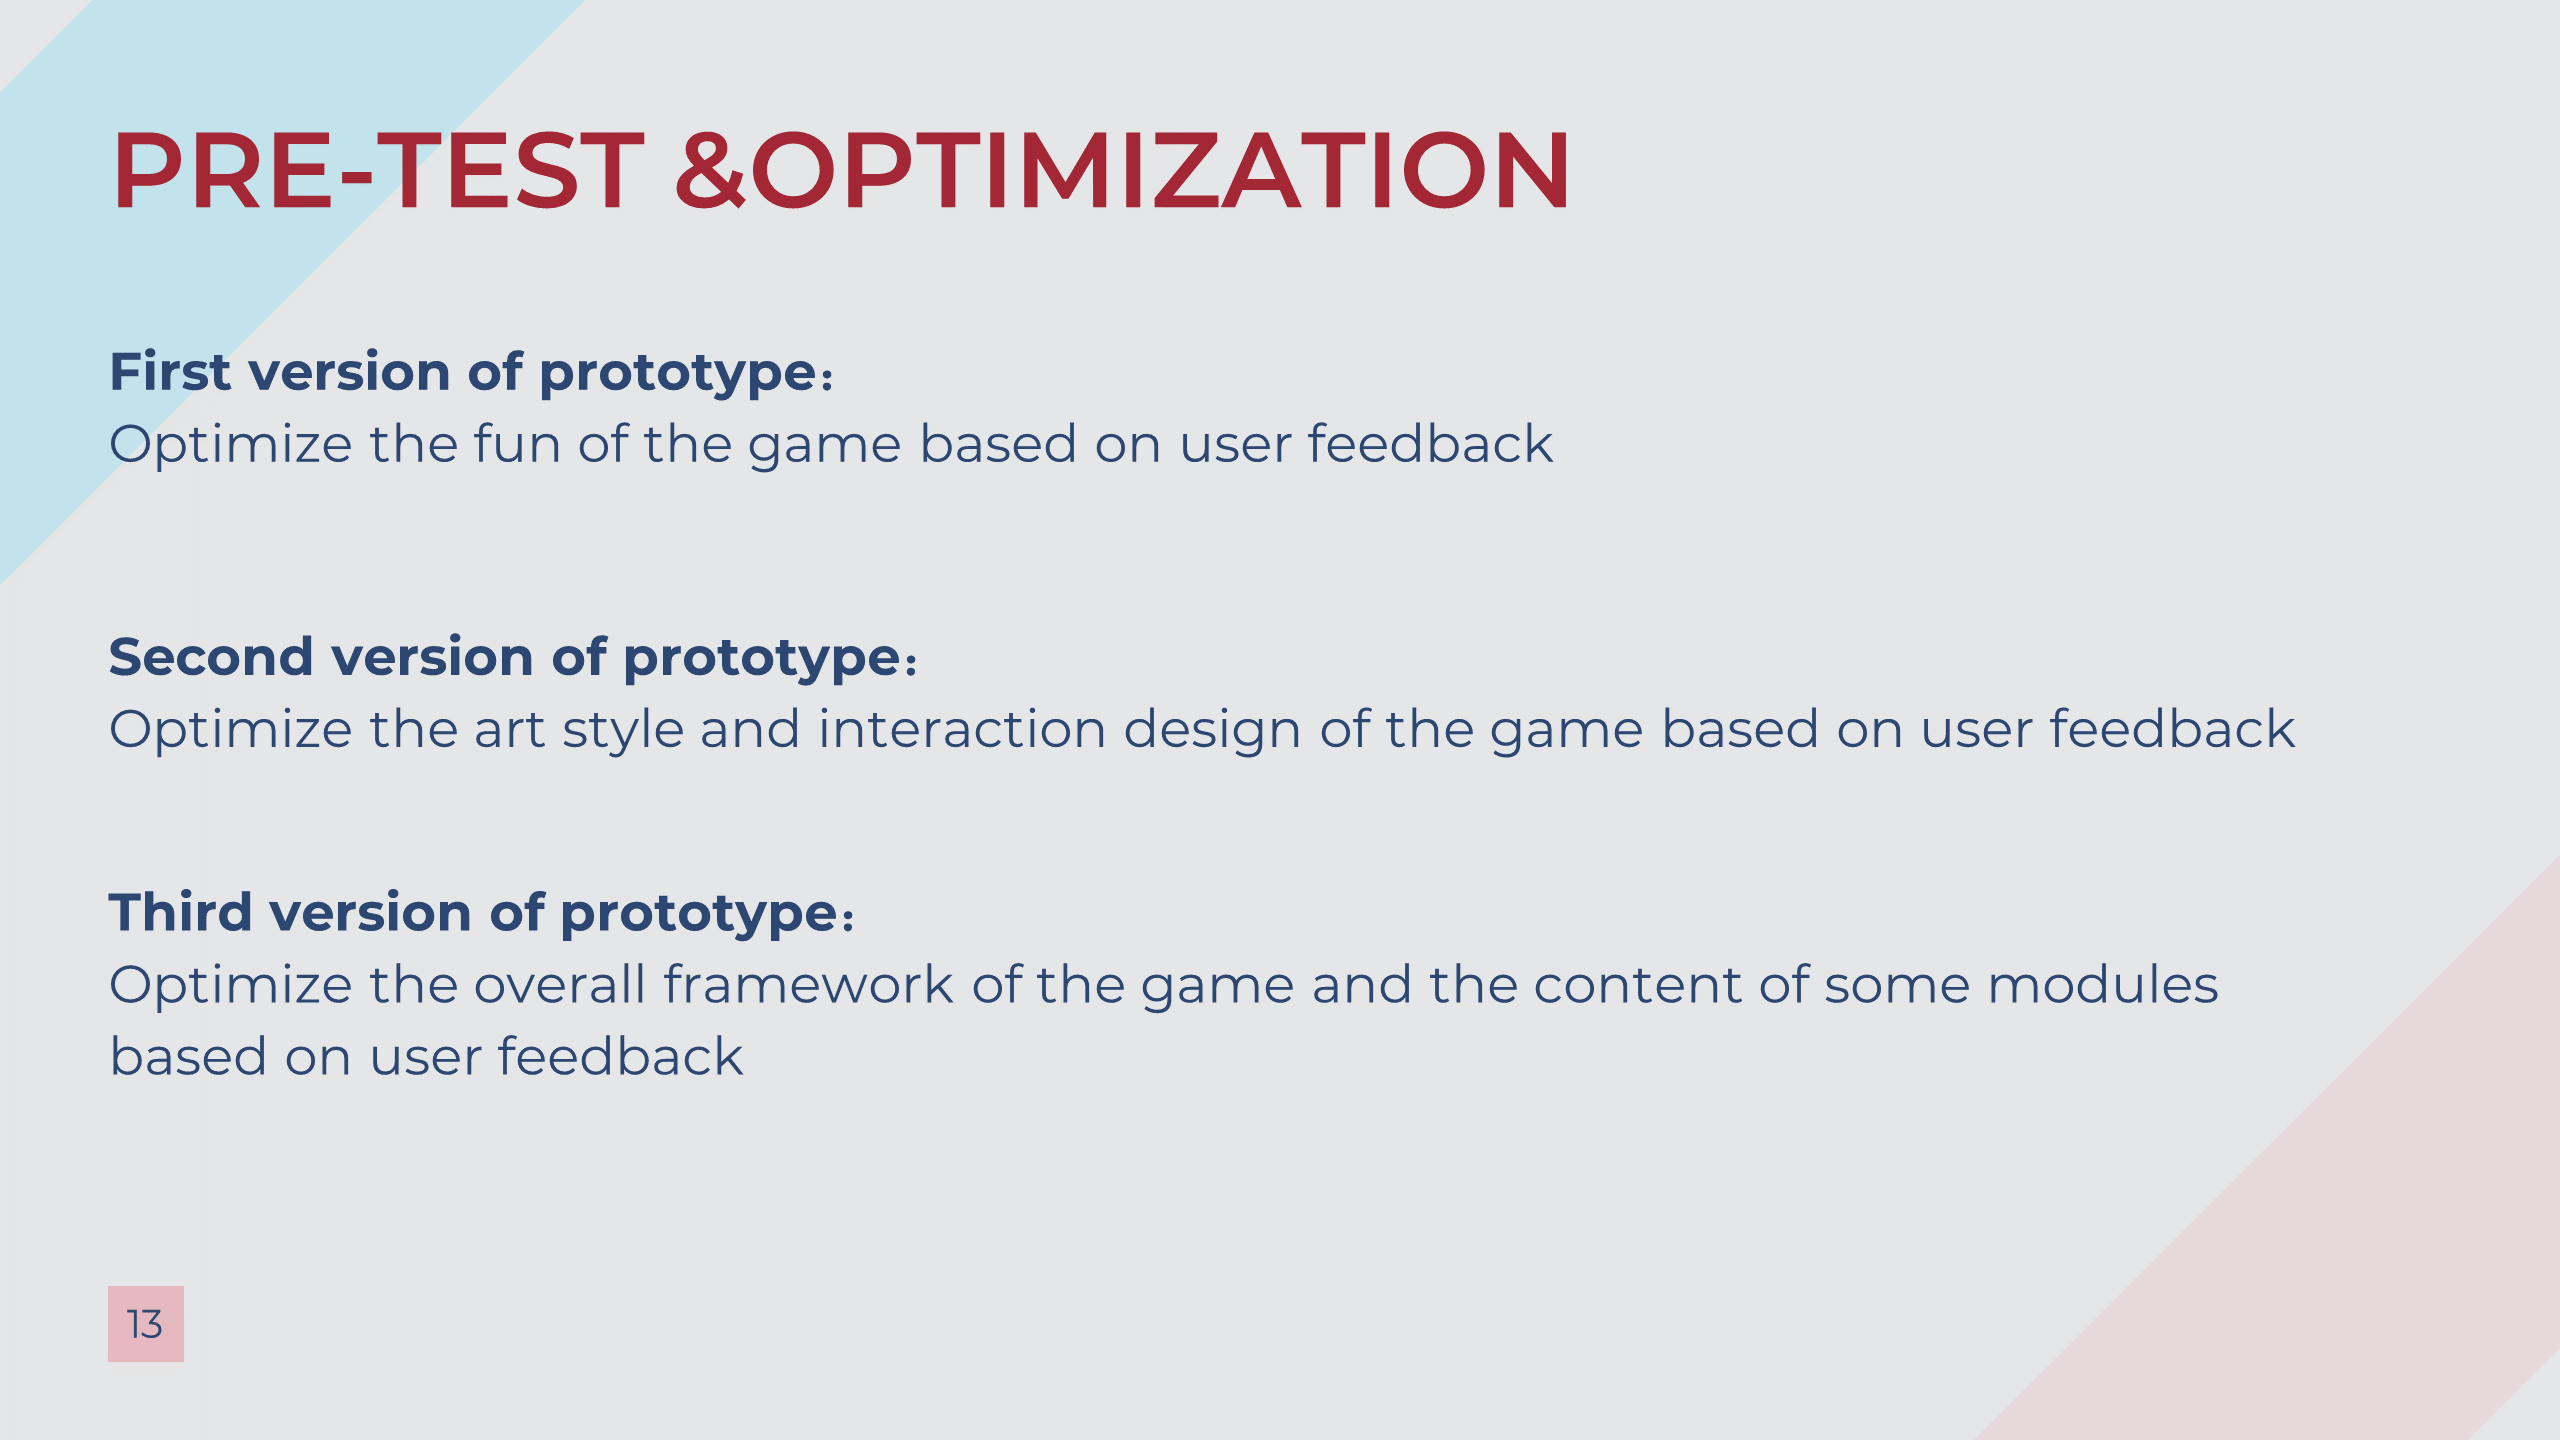 PRE-TEST &OPTIMIZATION
First version of prototype：
Optimize the fun of the game based on user feedback
Second version of prototype：
Optimize the art style and interaction design of the game based on user feedback
Third version of prototype：
Optimize the overall framework of the game and the content of some modules
based on user feedback
13